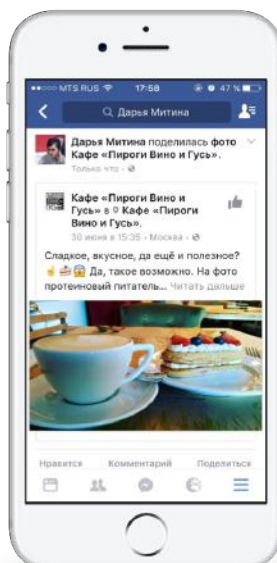 MTS RUS 17:58 47 %
Дарья Митина
Дарья Митина поделилась фото
Кафе «Пироги Вино и Гусь».
Только что
Кафе «Пироги Вино и
Гусь» в Кафе «Пироги
Вино и Гусь».
30 июня в 15:35 · Москва ·
Сладкое, вкусное, да ещё и полезное?
Да, такое возможно. На фото
протеиновый питатель... Читать дальше
Нравится Комментарий Поделиться